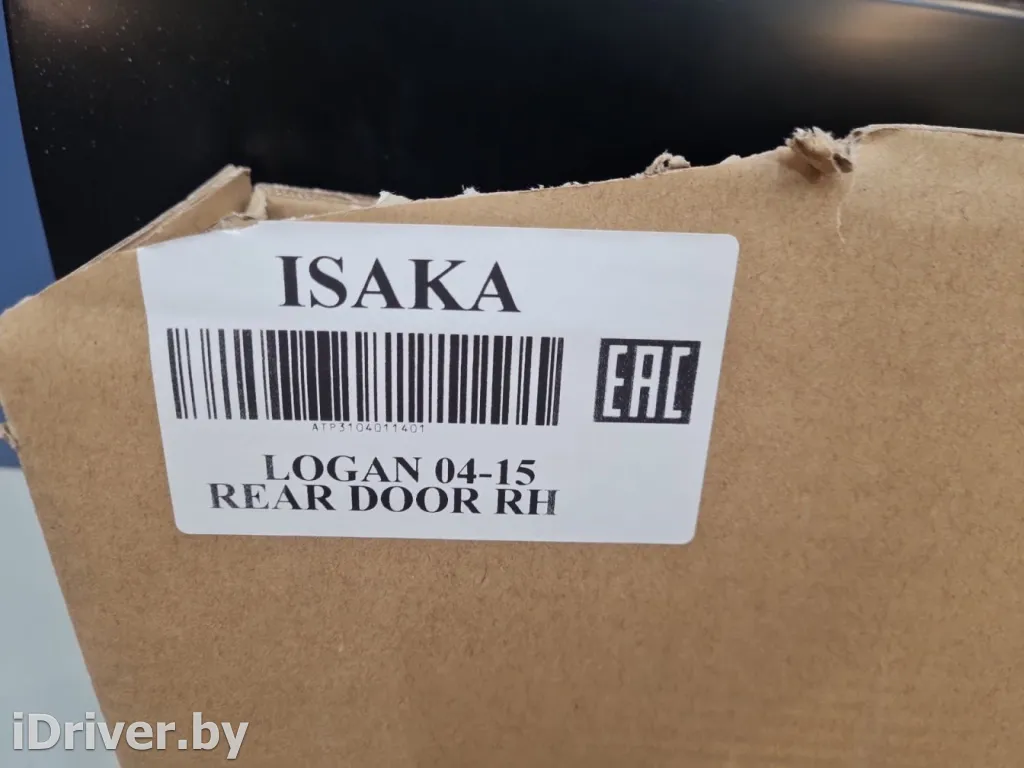 ISAKA
EAC
ATP3104011401
LOGAN 04-15
REAR DOOR RH
iDriver.by